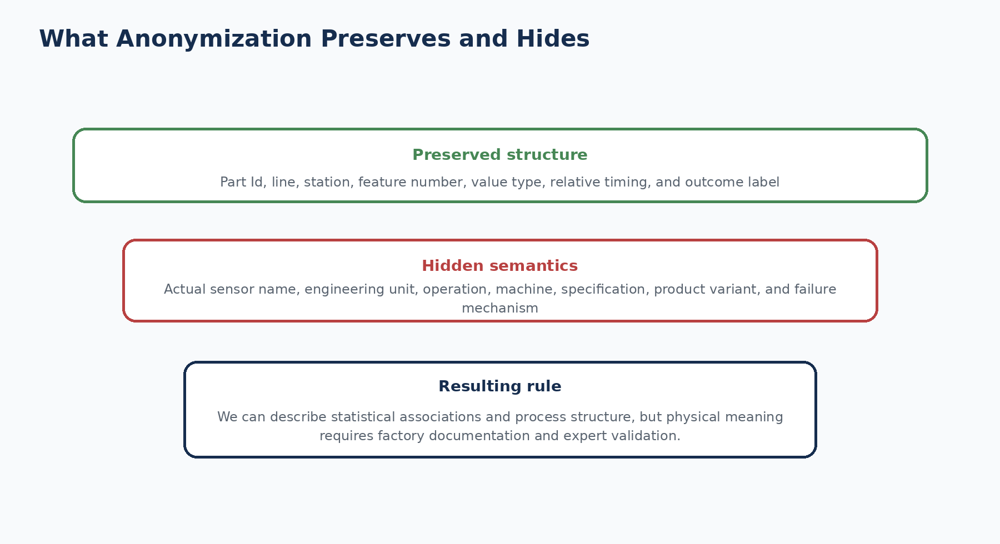 What Anonymization Preserves and Hides
Preserved structure
Part Id, line, station, feature number, value type, relative timing, and outcome label
Hidden semantics
Actual sensor name, engineering unit, operation, machine, specification, product variant, and failure
mechanism
Resulting rule
We can describe statistical associations and process structure, but physical meaning
requires factory documentation and expert validation.